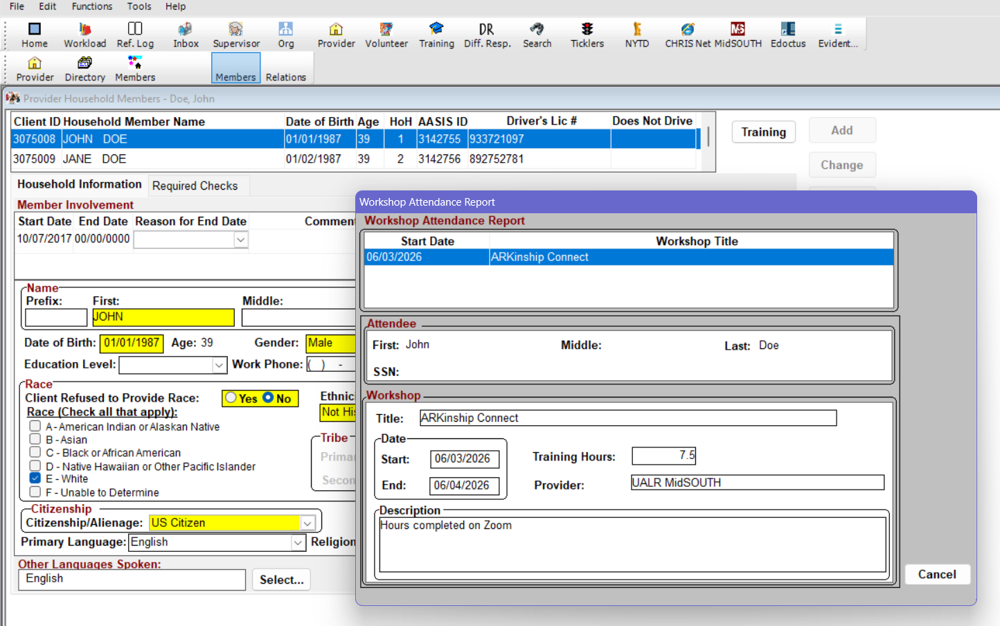 File Edit Functions Tools Help
Home Workload Ref. Log Inbox Supervisor Org Provider Volunteer Training DR Diff. Resp. Search Ticklers NYTD CHRIS Net MS MidSOUTH Edoctus Evident...
Provider Directory Members Members Relations
Provider Household Members - Doe, John
Client ID Household Member Name Date of Birth Age HoH AASIS ID Driver's Lic # Does Not Drive
3075008 JOHN DOE 01/01/1987 39 1 3142755 933721097
3075009 JANE DOE 01/02/1987 39 2 3142756 892752781
Training Add
Change
Household Information Required Checks
Member Involvement
Start Date End Date Reason for End Date Comment
10/07/2017 00/00/0000
Name
Prefix: First: Middle:
JOHN
Date of Birth: 01/01/1987 Age: 39 Gender: Male
Education Level: Work Phone: ( ) -
Race
Client Refused to Provide Race: Yes No Ethnic
Race (Check all that apply): Not His
A - American Indian or Alaskan Native
B - Asian
C - Black or African American
D - Native Hawaiian or Other Pacific Islander
E - White
F - Unable to Determine
Tribe
Prima
Secon
Citizenship
Citizenship/Alienage: US Citizen
Primary Language: English Religion
Other Languages Spoken:
English Select...
Workshop Attendance Report
Workshop Attendance Report
Start Date Workshop Title
06/03/2026 ARKinship Connect
Attendee
First: John Middle: Last: Doe
SSN:
Workshop
Title: ARKinship Connect
Date
Start: 06/03/2026 Training Hours: 7.5
End: 06/04/2026 Provider: UALR MidSOUTH
Description
Hours completed on Zoom
Cancel